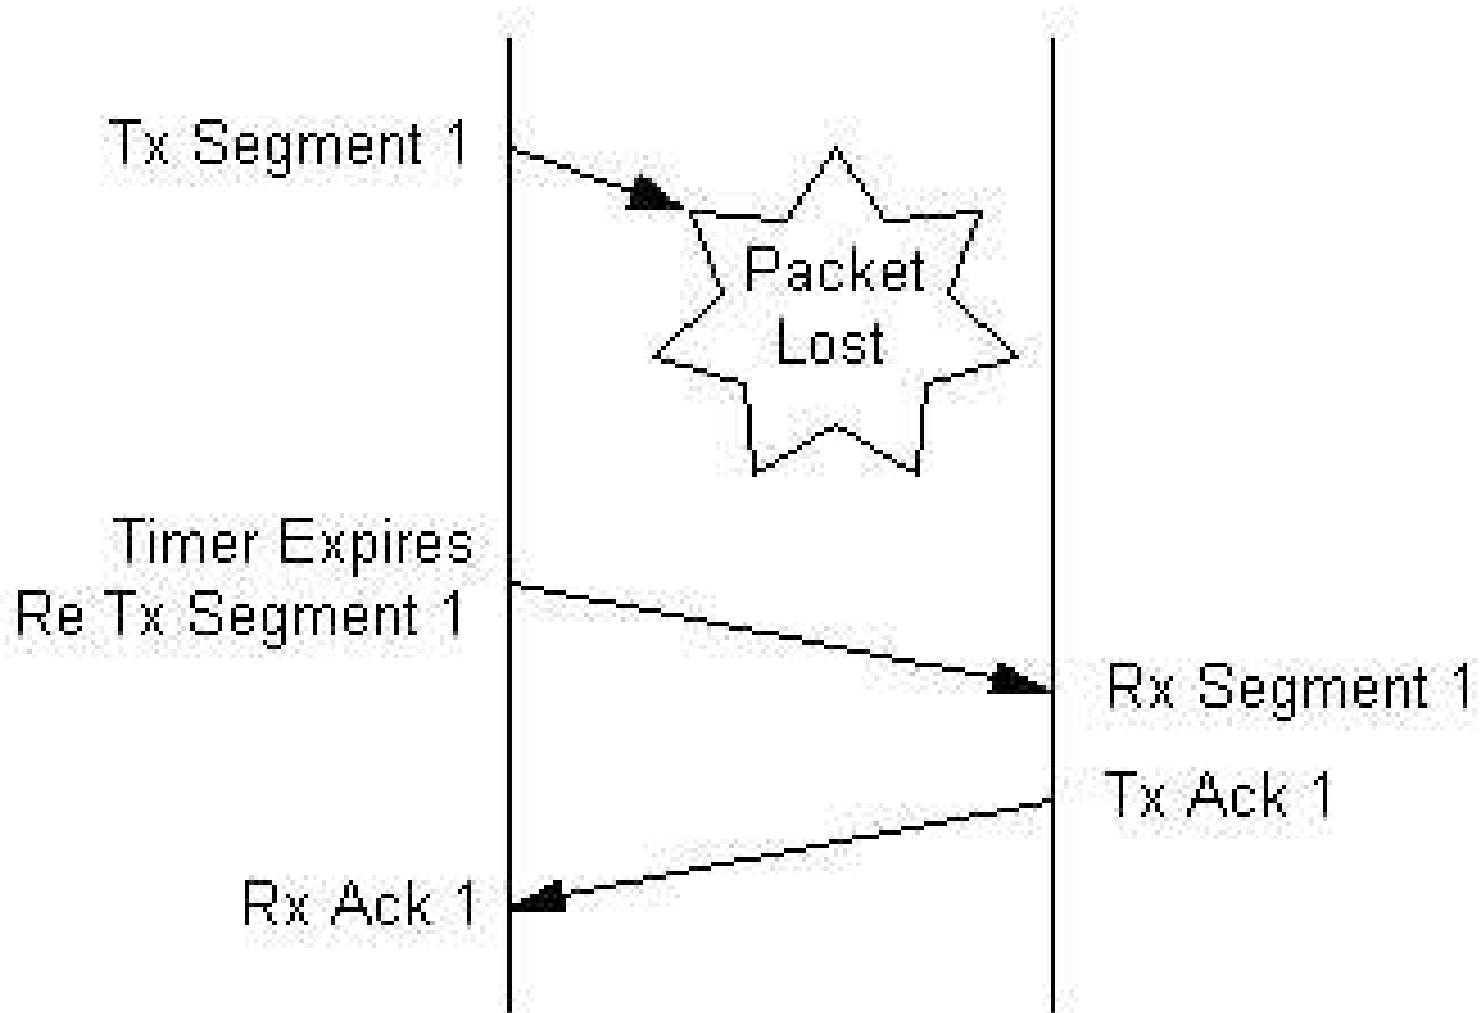 Tx Segment 1
Packet
Lost
Timer Expires
Re Tx Segment 1
Rx Segment 1
Tx Ack 1
Rx Ack 1